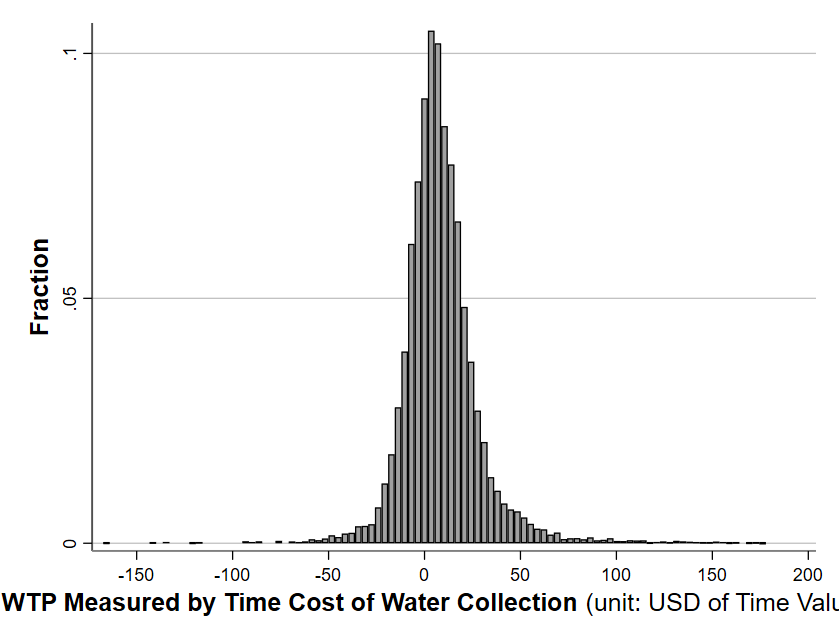 .1
.05
0
Fraction
-150 -100 -50 0 50 100 150 200
WTP Measured by Time Cost of Water Collection (unit: USD of Time Valu